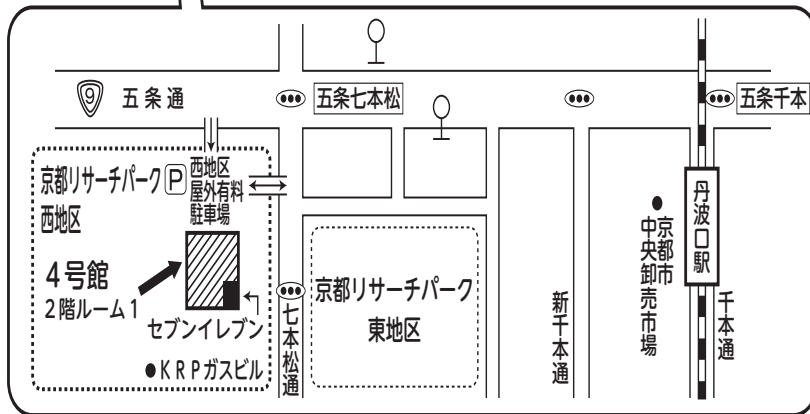 9
五条通
五条七本松
五条千本
京都リサーチパーク
西地区
P
西地区
屋外有料
駐車場
4号館
2階ルーム1
セブンイレブン
●KRPガスビル
七本松通
京都リサーチパーク
東地区
新千本通
●京都市
中央卸売市場
丹波口駅
千本通